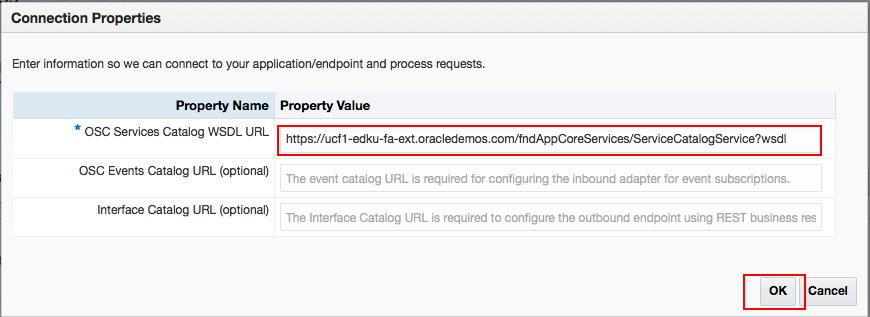 Connection Properties
Enter information so we can connect to your application/endpoint and process requests.
Property Name Property Value
* OSC Services Catalog WSDL URL https://ucf1-edku-fa-ext.oracledemos.com/fndAppCoreServices/ServiceCatalogService?wsdl
OSC Events Catalog URL (optional) The event catalog URL is required for configuring the inbound adapter for event subscriptions.
Interface Catalog URL (optional) The Interface Catalog URL is required to configure the outbound endpoint using REST business res
OK Cancel